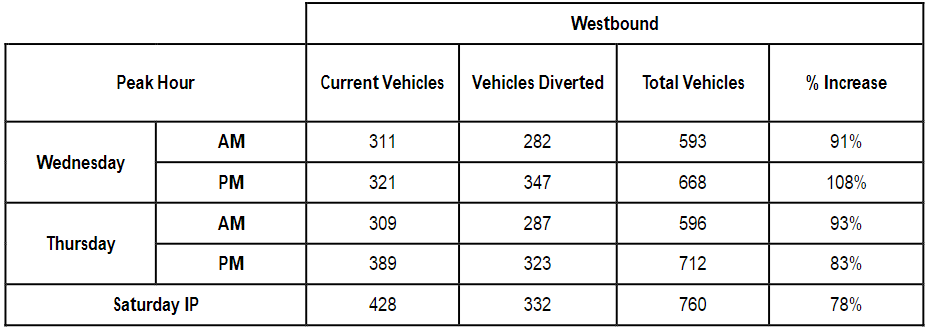 Westbound
Peak Hour Current Vehicles Vehicles Diverted Total Vehicles % Increase
Wednesday AM 311 282 593 91%
PM 321 347 668 108%
Thursday AM 309 287 596 93%
PM 389 323 712 83%
Saturday IP 428 332 760 78%